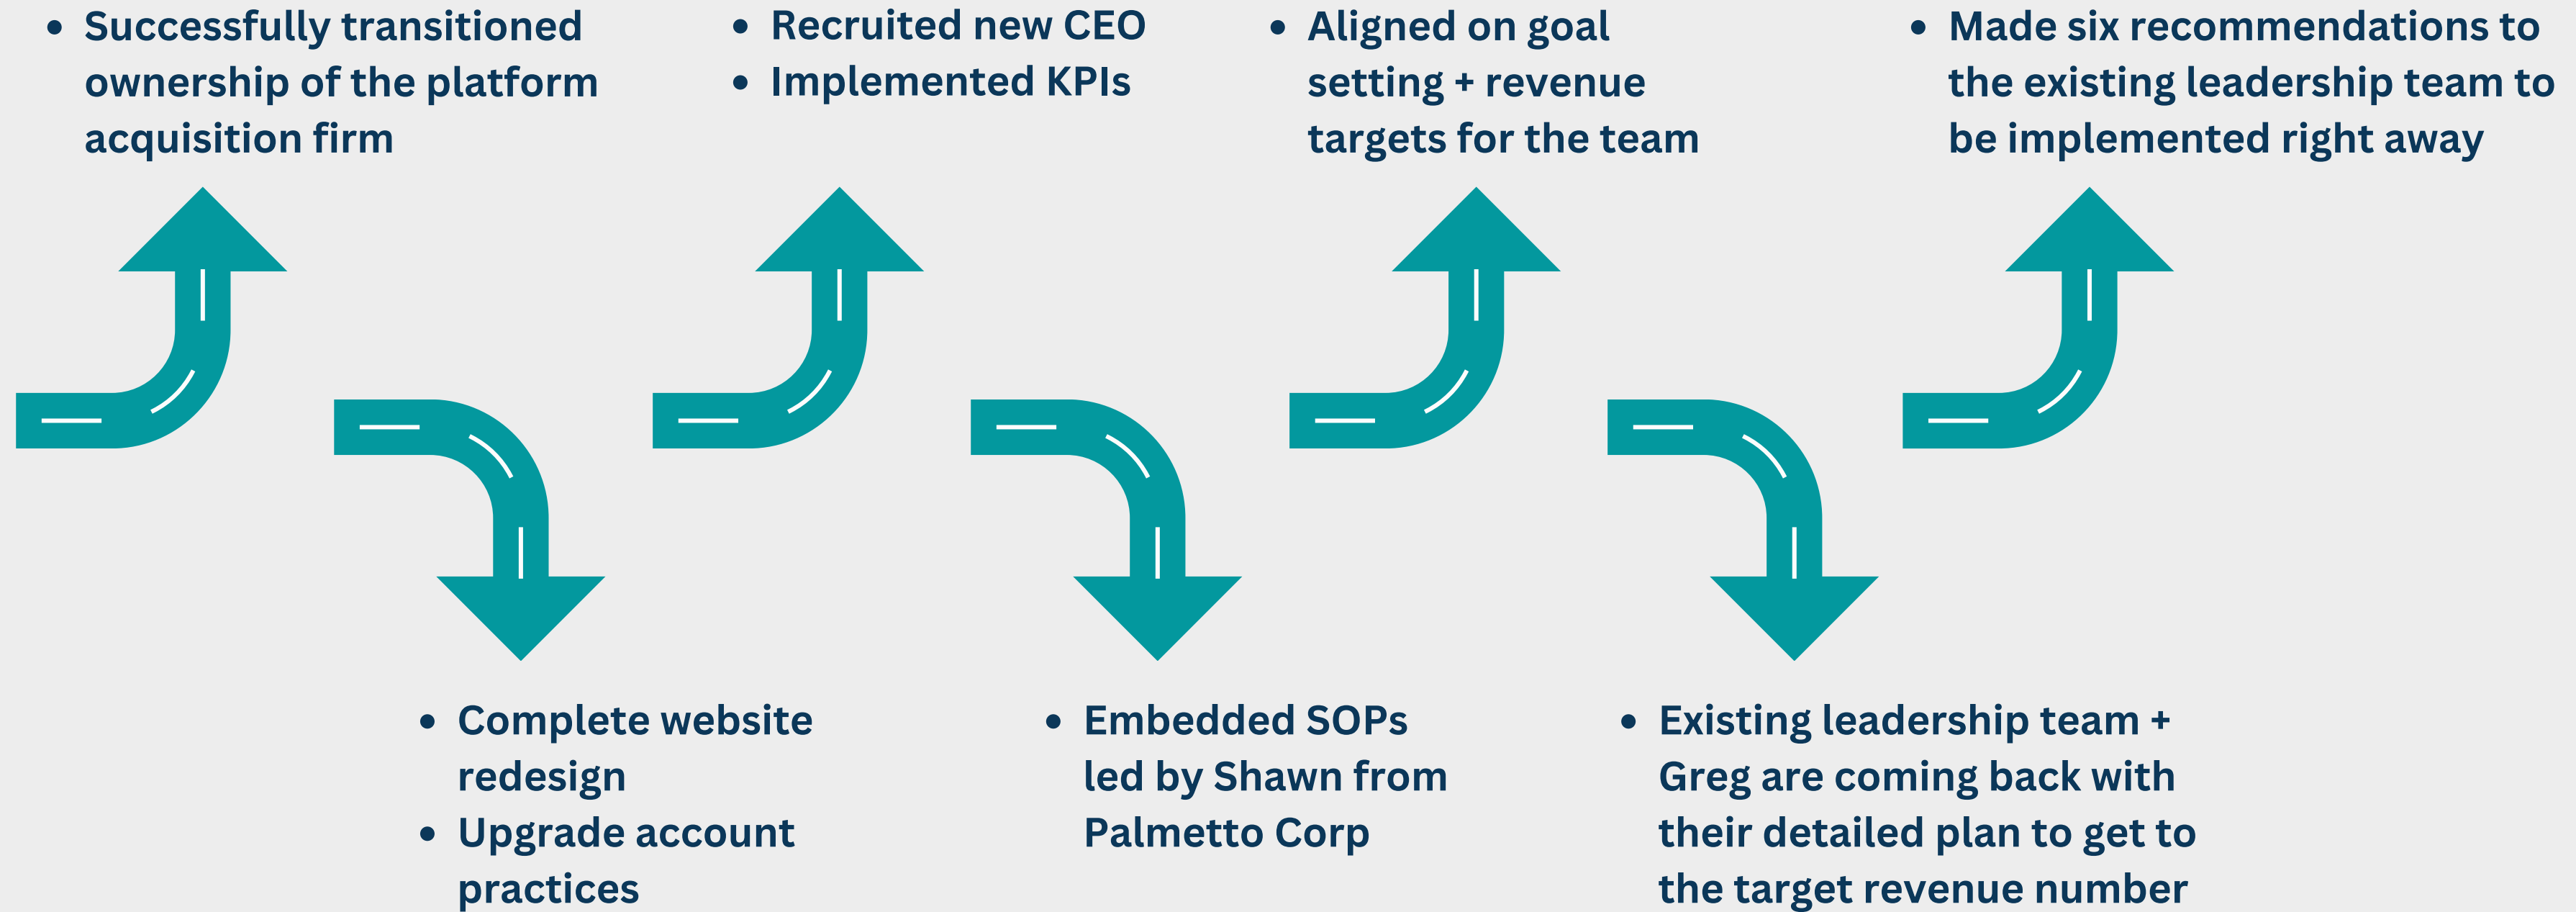 • Successfully transitioned
ownership of the platform
acquisition firm
• Recruited new CEO
• Implemented KPIs
• Aligned on goal
setting + revenue
targets for the team
• Made six recommendations to
the existing leadership team to
be implemented right away
• Complete website
redesign
• Upgrade account
practices
• Embedded SOPs
led by Shawn from
Palmetto Corp
• Existing leadership team +
Greg are coming back with
their detailed plan to get to
the target revenue number